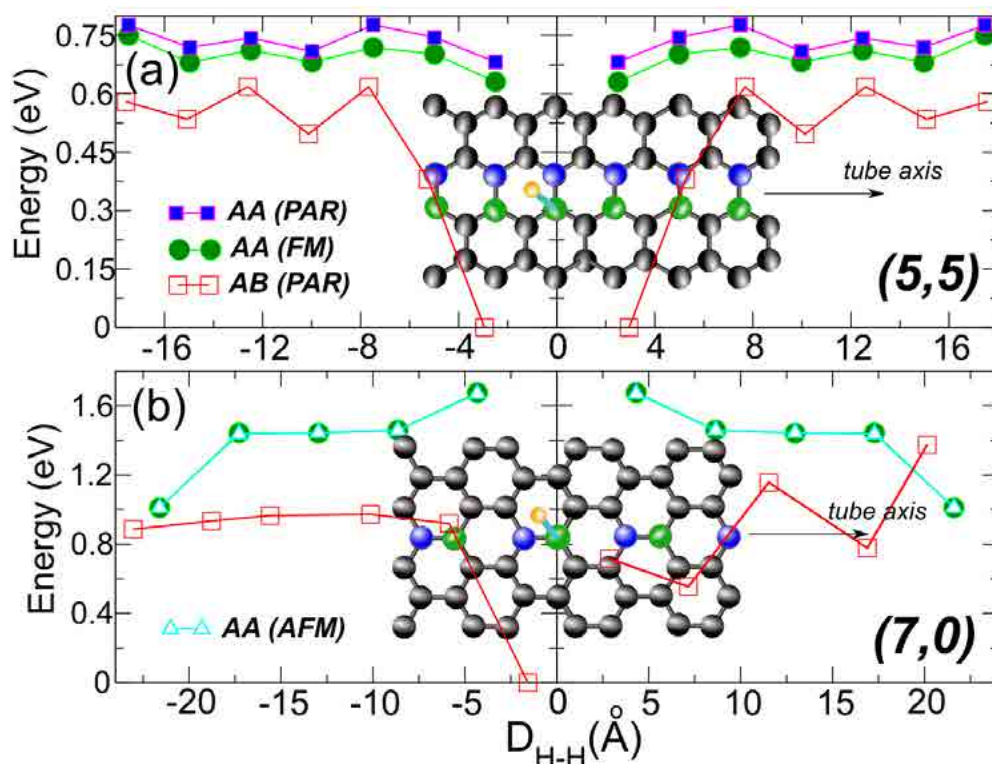 (a)
Energy (eV)
0.75
0.6
0.45
0.3
0.15
0
AA (PAR)
AA (FM)
AB (PAR)
tube axis
(5,5)
-16 -12 -8 -4 0 4 8 12 16
(b)
Energy (eV)
1.6
1.2
0.8
0.4
0
AA (AFM)
tube axis
(7,0)
-20 -15 -10 -5 0 5 10 15 20
D_H-H(Å)